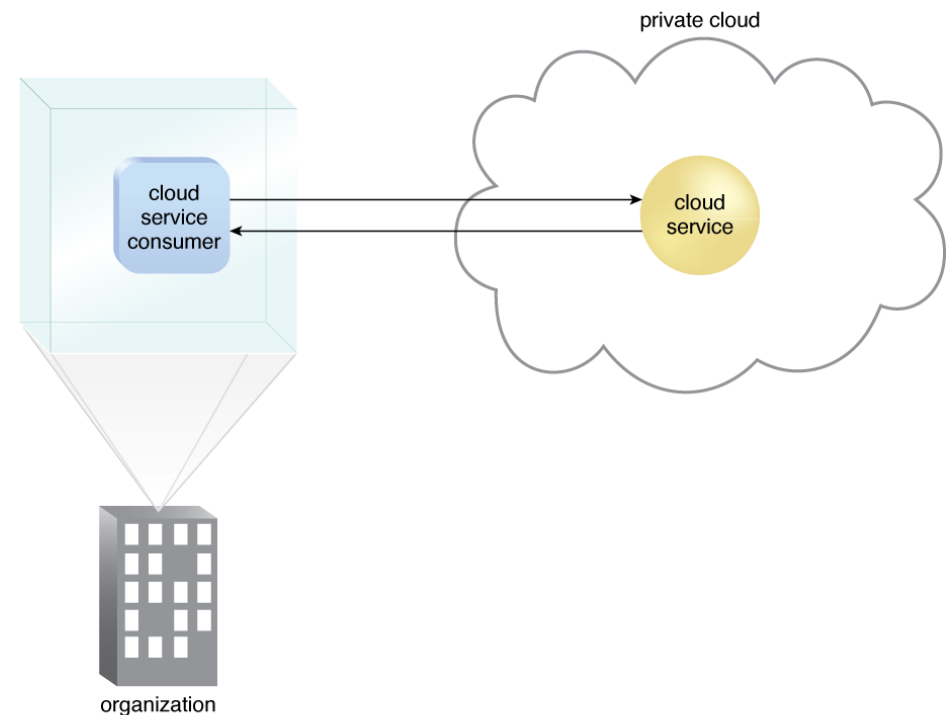 private cloud
cloud
service
consumer
cloud
service
organization